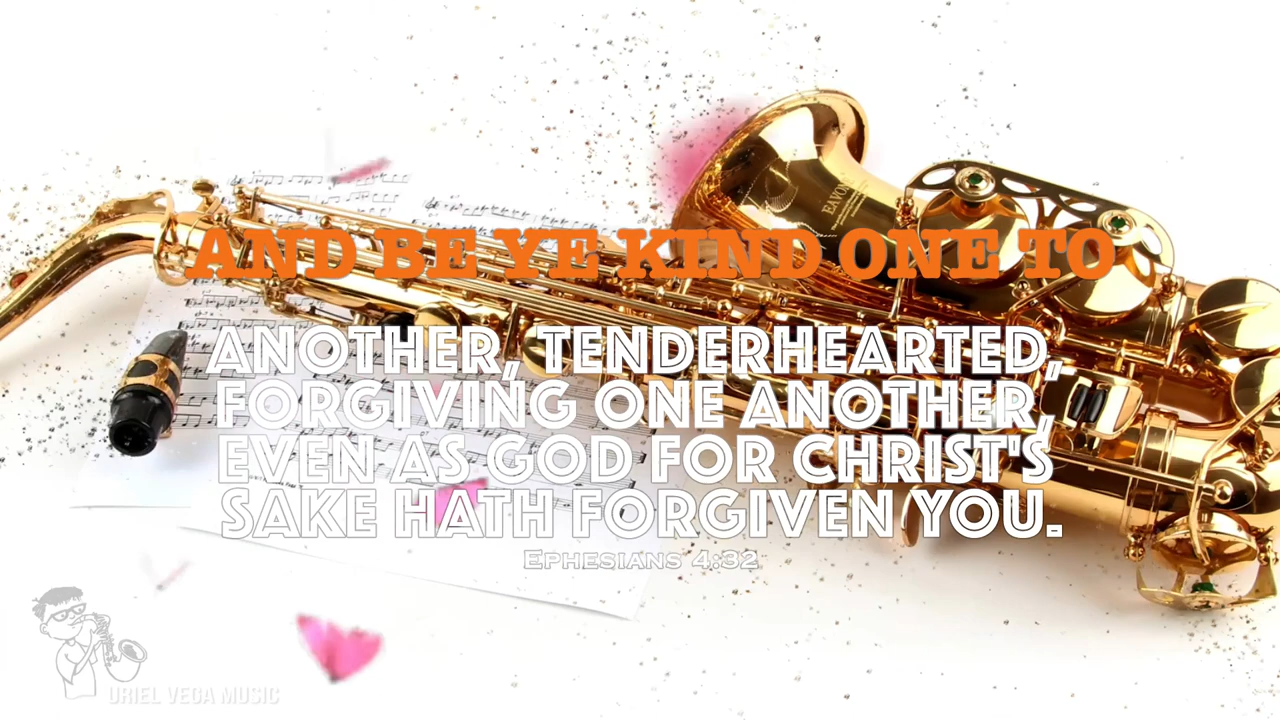 AND BE YE KIND ONE TO
ANOTHER, TENDERHEARTED,
FORGIVING ONE ANOTHER,
EVEN AS GOD FOR CHRIST'S
SAKE HATH FORGIVEN YOU.
EPHESIANS 4:32
URIEL VEGA MUSIC